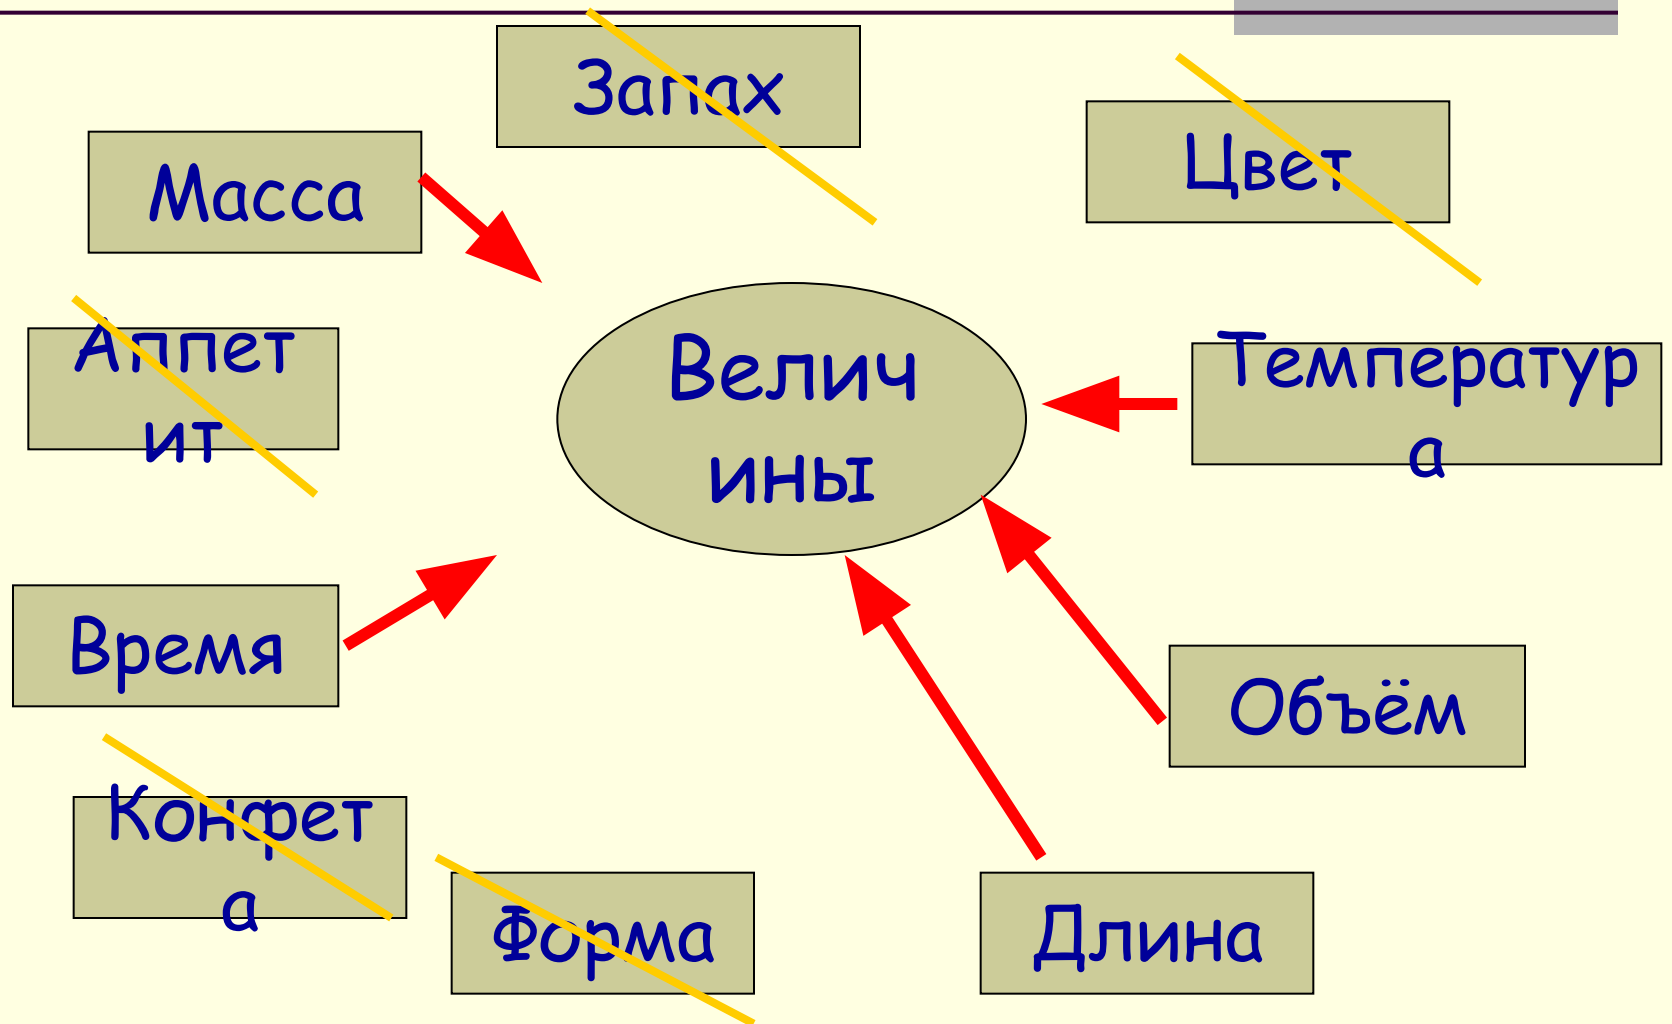 Запах
Цвет
Масса
Аппет
ит
Велич
ины
Температур
а
Время
Объём
Конфет
а
Форма
Длина